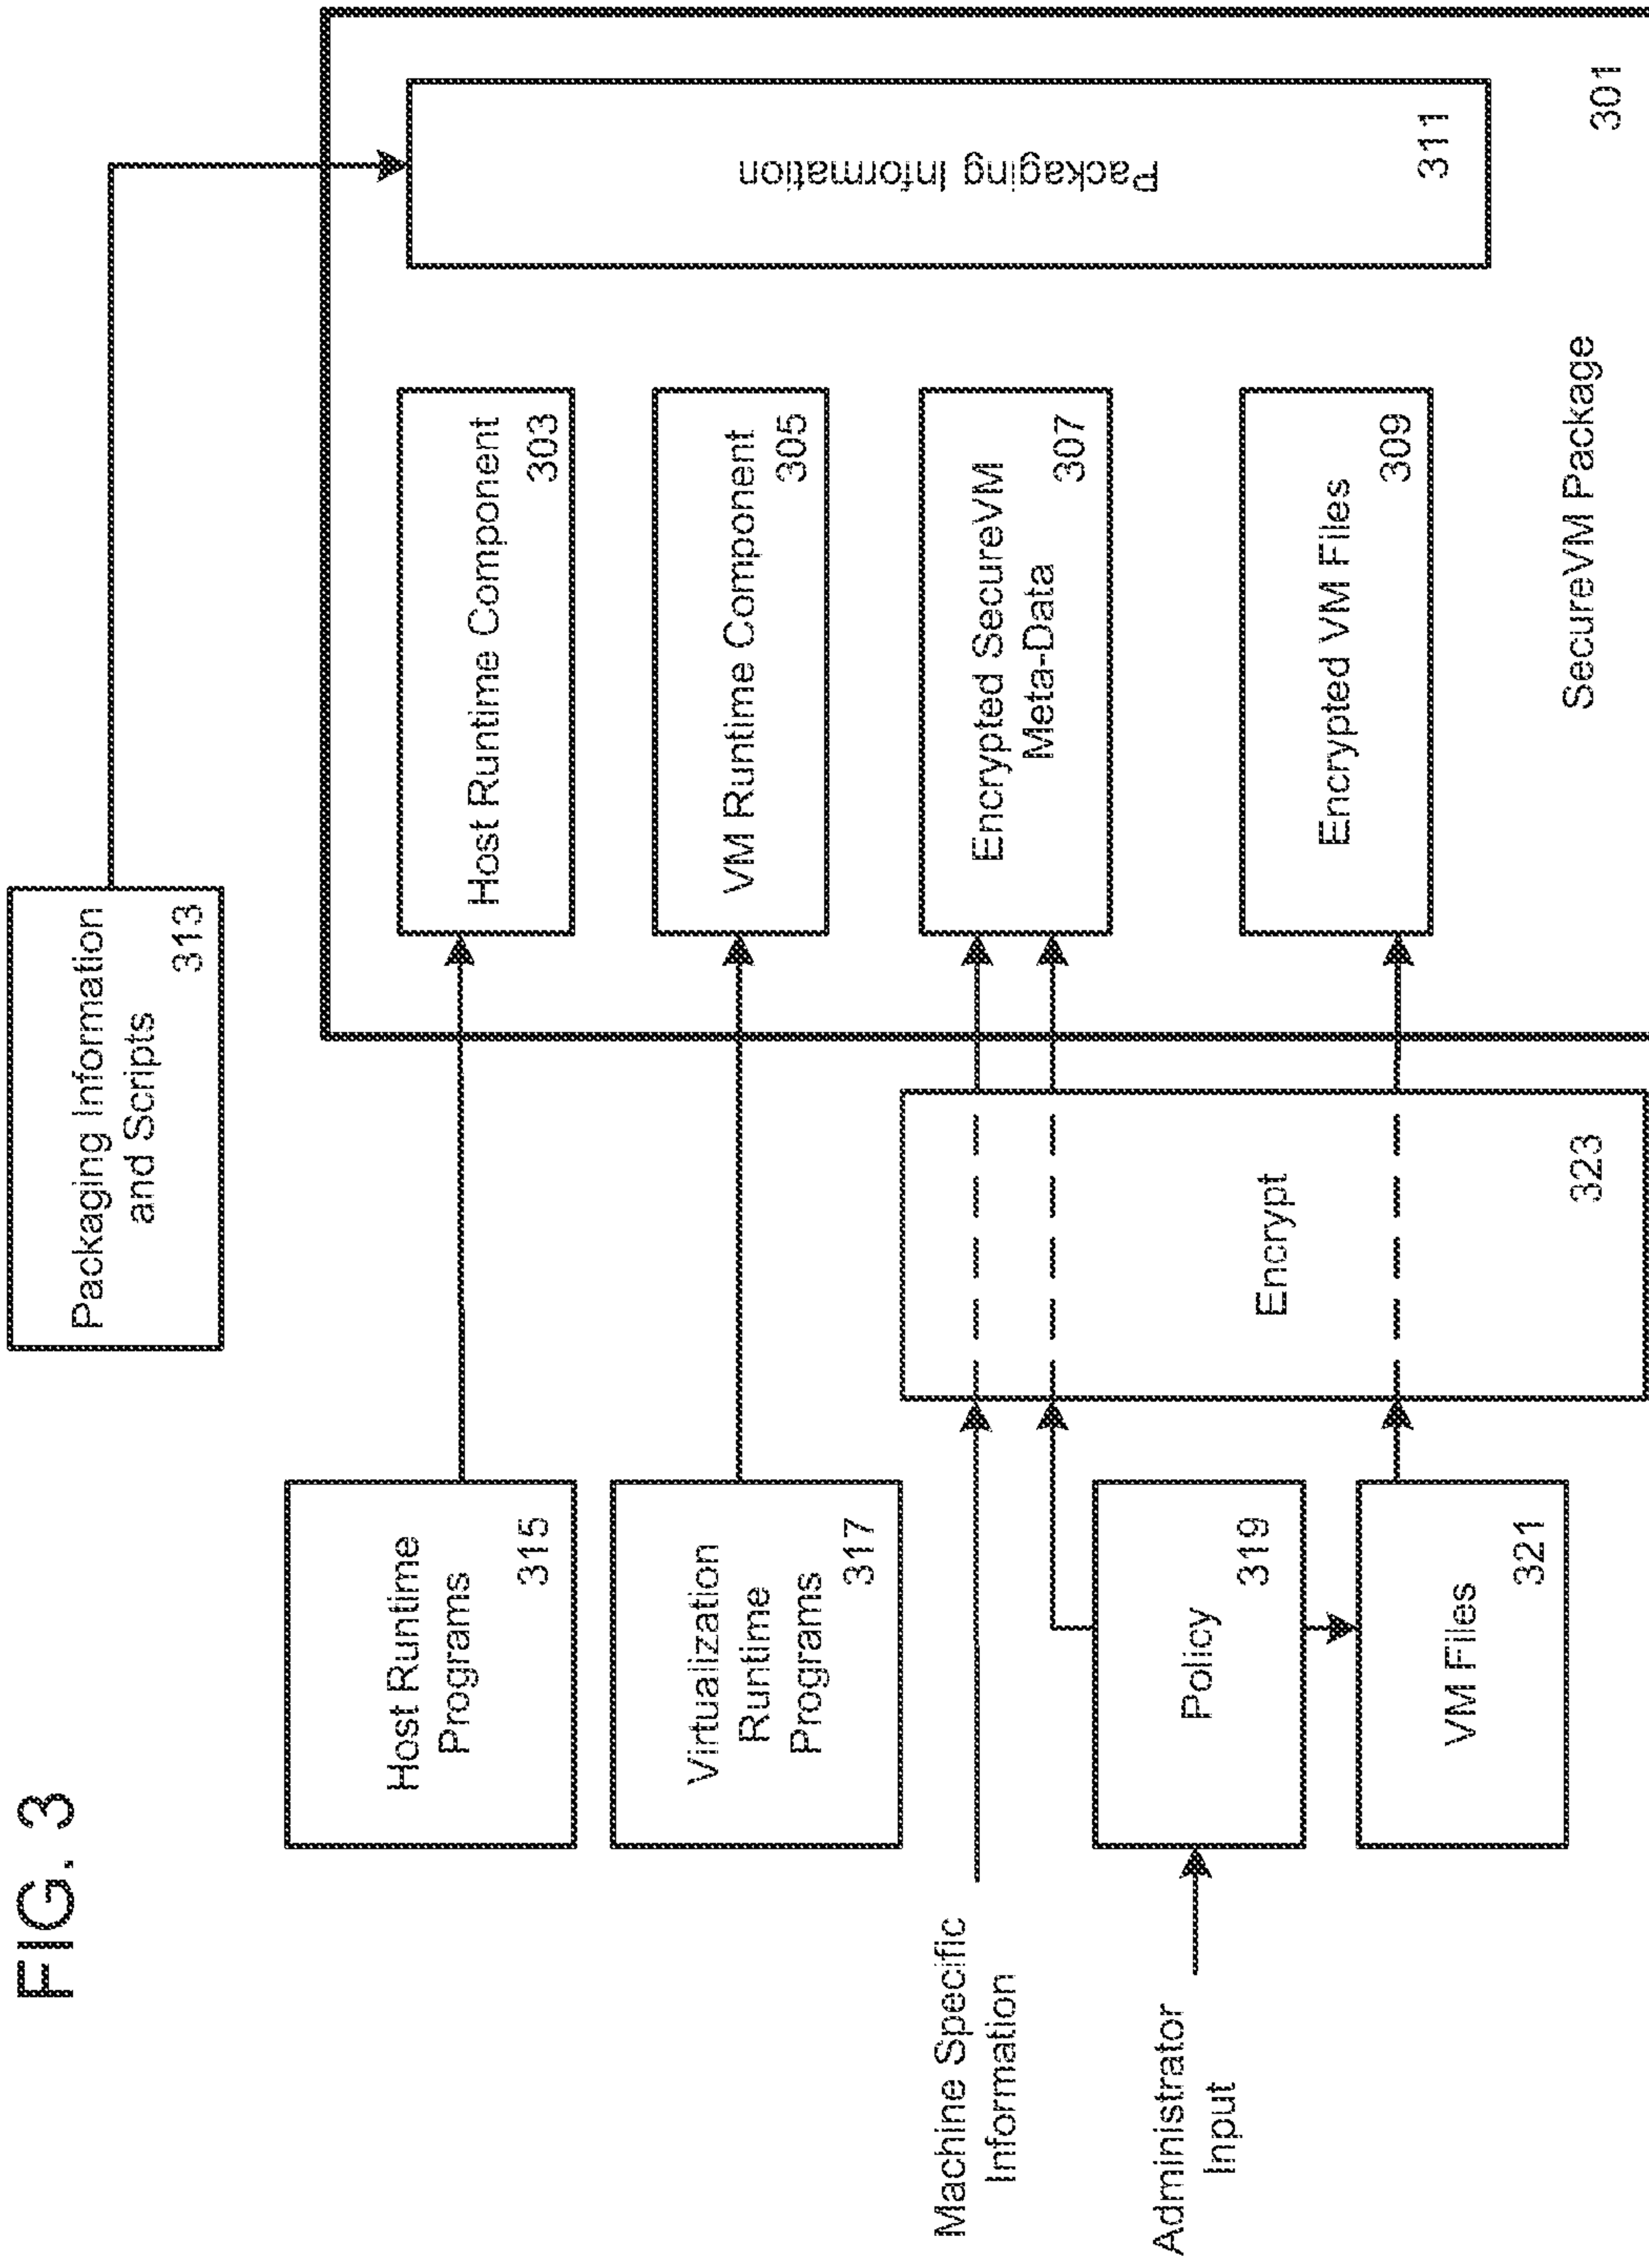 FIG. 3
Packaging Information
and Scripts
313
Host Runtime
Programs
315
Virtualization
Runtime
Programs
317
Machine Specific
Information
Administrator
Input
Policy
319
VM Files
321
Encrypt
323
Host Runtime Component
303
VM Runtime Component
305
Encrypted SecureVM
Meta-Data
307
Encrypted VM Files
309
Packaging Information
311
SecureVM Package
301